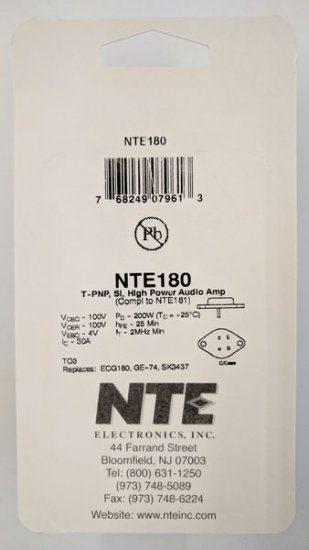 NTE180
7 68249 07961 3
Pb
NTE180
T-PNP, Si, High Power Audio Amp
(Compl to NTE181)
VCBO - 100V PD - 200W (TC = +25°C)
VCER - 100V hFE - 25 Min
VEBO - 4V fT - 2MHz Min
IC - 30A
TO3
C/Case
Replaces: ECG180, GE-74, SK3437
NTE
ELECTRONICS, INC.
44 Farrand Street
Bloomfield, NJ 07003
Tel: (800) 631-1250
(973) 748-5089
Fax: (973) 748-6224
Website: www.nteinc.com